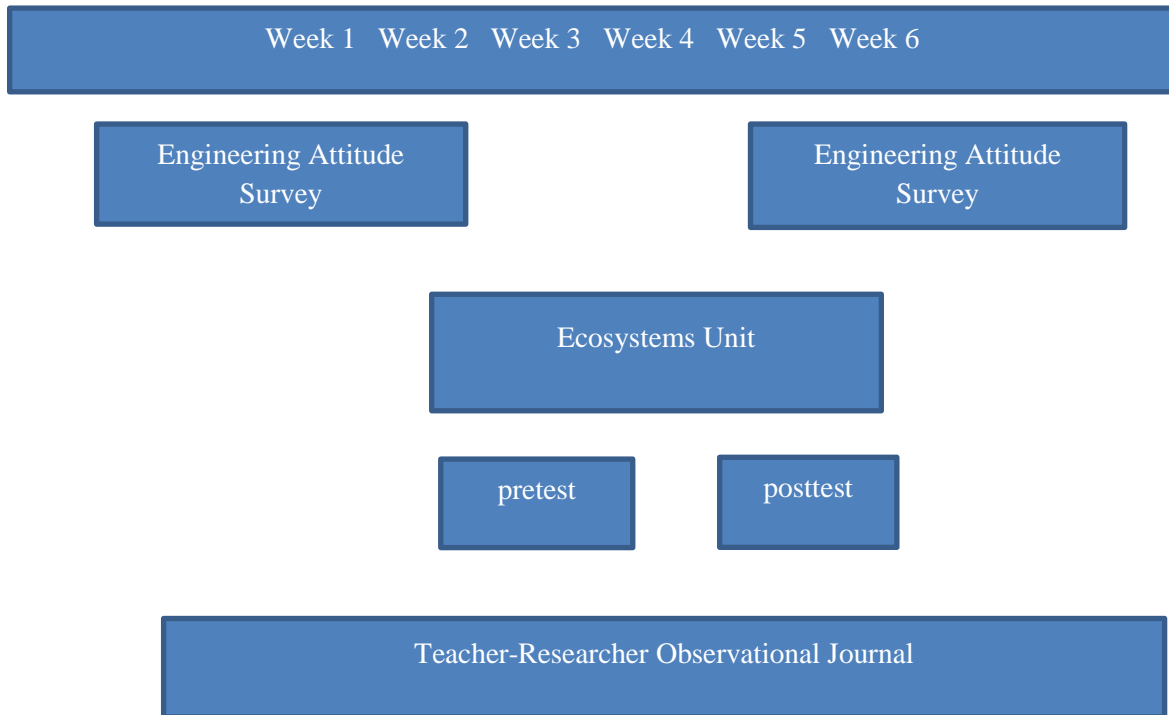 Week 1 Week 2 Week 3 Week 4 Week 5 Week 6
Engineering Attitude
Survey
Engineering Attitude
Survey
Ecosystems Unit
pretest
posttest
Teacher-Researcher Observational Journal